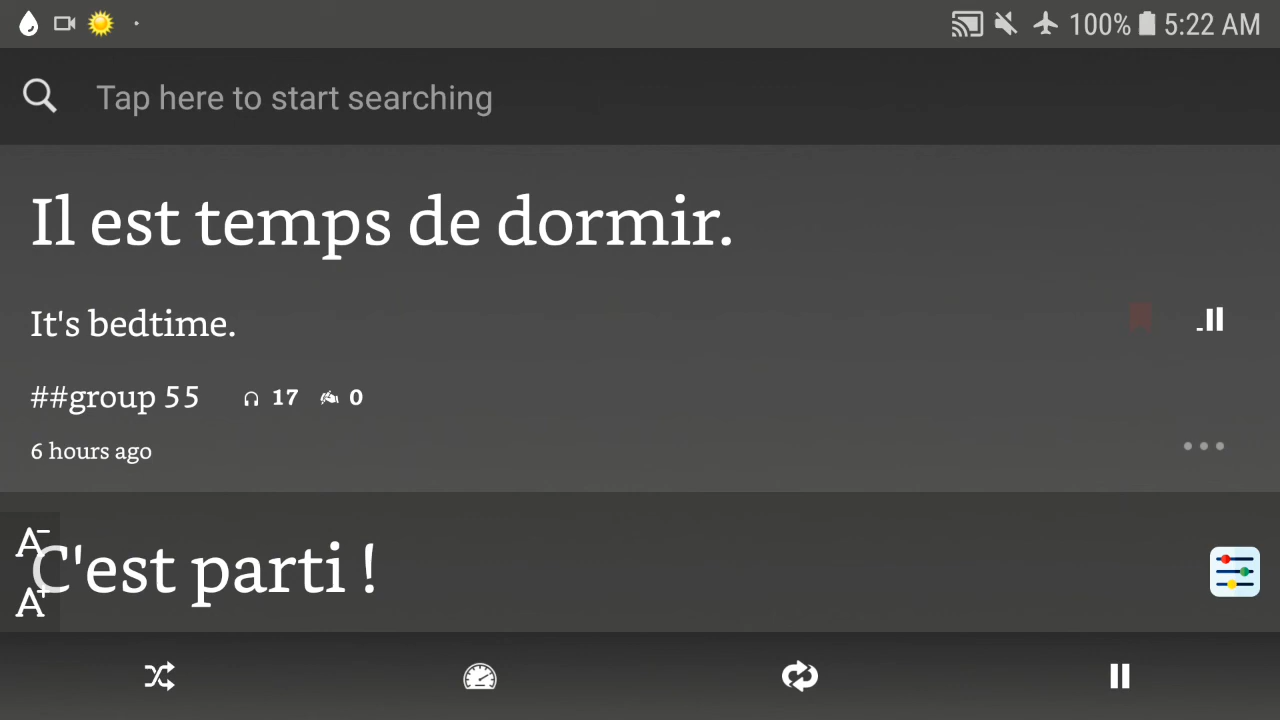 100% 5:22 AM
Tap here to start searching
Il est temps de dormir.
It's bedtime.
##group 55 17 0
6 hours ago
A-
C'est parti !
A+